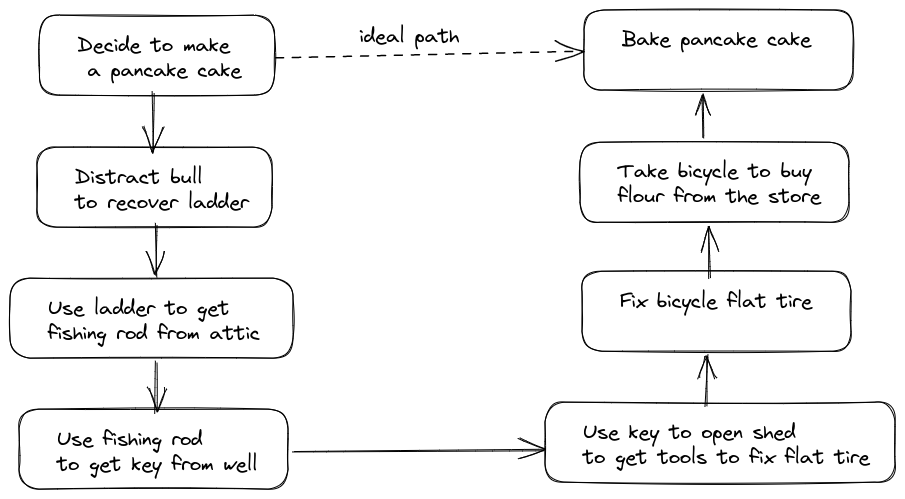 Decide to make
a pancake cake
ideal path
Bake pancake cake
Distract bull
to recover ladder
Use ladder to get
fishing rod from attic
Use fishing rod
to get key from well
Use key to open shed
to get tools to fix flat tire
Fix bicycle flat tire
Take bicycle to buy
flour from the store